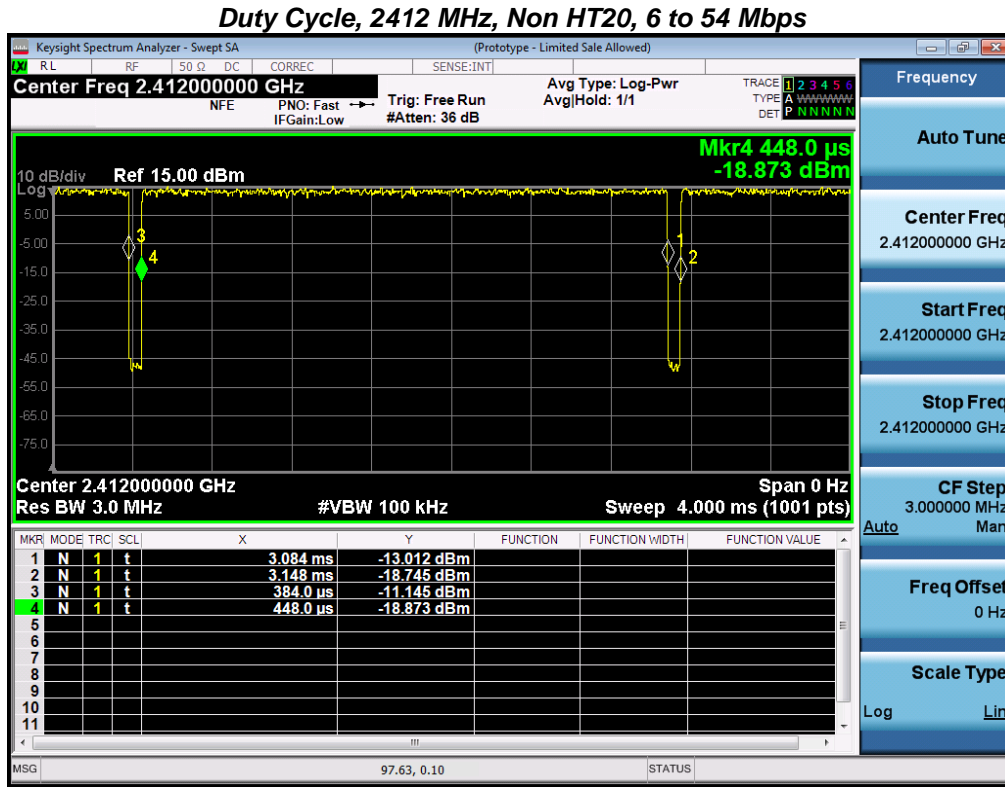 Duty Cycle, 2412 MHz, Non HT20, 6 to 54 Mbps
Keysight Spectrum Analyzer - Swept SA (Prototype - Limited Sale Allowed)
LXI RL RF 50 Ω DC CORREC SENSE:INT
Center Freq 2.412000000 GHz
NFE PNO: Fast Trig: Free Run Avg Type: Log-Pwr TRACE 1 2 3 4 5 6
IFGain:Low #Atten: 36 dB Avg|Hold: 1/1 TYPE A WWWWW
DET P N N N N N
Mkr4 448.0 µs
10 dB/div Ref 15.00 dBm -18.873 dBm
Log
5.00
-5.00
-15.0
-25.0
-35.0
-45.0
-55.0
-65.0
-75.0
3
4
1
2
Center 2.412000000 GHz Span 0 Hz
Res BW 3.0 MHz #VBW 100 kHz Sweep 4.000 ms (1001 pts)
MKR MODE TRC SCL X Y FUNCTION FUNCTION WIDTH FUNCTION VALUE
1 N 1 t 3.084 ms -13.012 dBm
2 N 1 t 3.148 ms -18.745 dBm
3 N 1 t 384.0 µs -11.145 dBm
4 N 1 t 448.0 µs -18.873 dBm
5
6
7
8
9
10
11
MSG 97.63, 0.10 STATUS
Frequency
Auto Tune
Center Freq
2.412000000 GHz
Start Freq
2.412000000 GHz
Stop Freq
2.412000000 GHz
CF Step
3.000000 MHz
Auto Man
Freq Offset
0 Hz
Scale Type
Log Lin